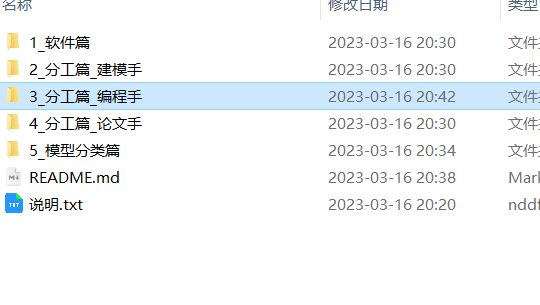 名称 修改日期 类型
1_软件篇 2023-03-16 20:30 文件
2_分工篇_建模手 2023-03-16 20:30 文件
3_分工篇_编程手 2023-03-16 20:42 文件
4_分工篇_论文手 2023-03-16 20:30 文件
5_模型分类篇 2023-03-16 20:34 文件
README.md 2023-03-16 20:38 Mark
说明.txt 2023-03-16 20:20 nddf